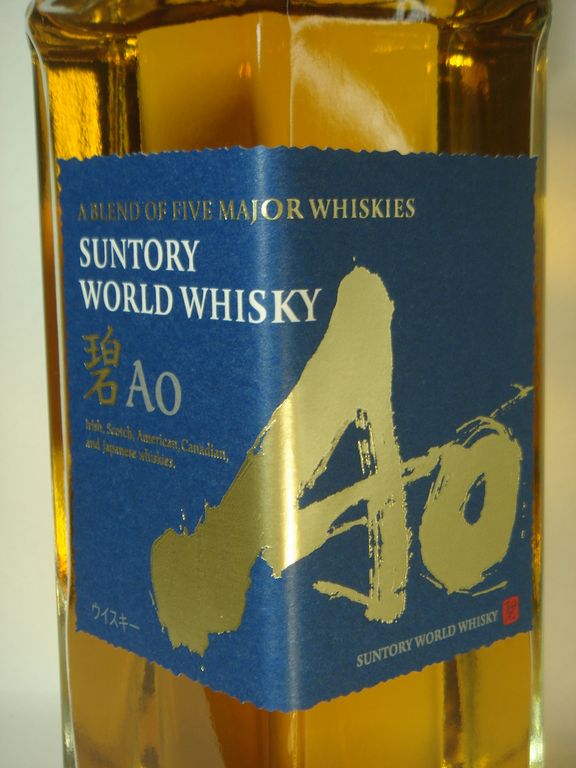 A BLEND OF FIVE MAJOR WHISKIES
SUNTORY
WORLD WHISKY
碧 AO
Irish, Scotch, American, Canadian,
and Japanese whiskies.
Ao
ウイスキー
SUNTORY WORLD WHISKY 碧